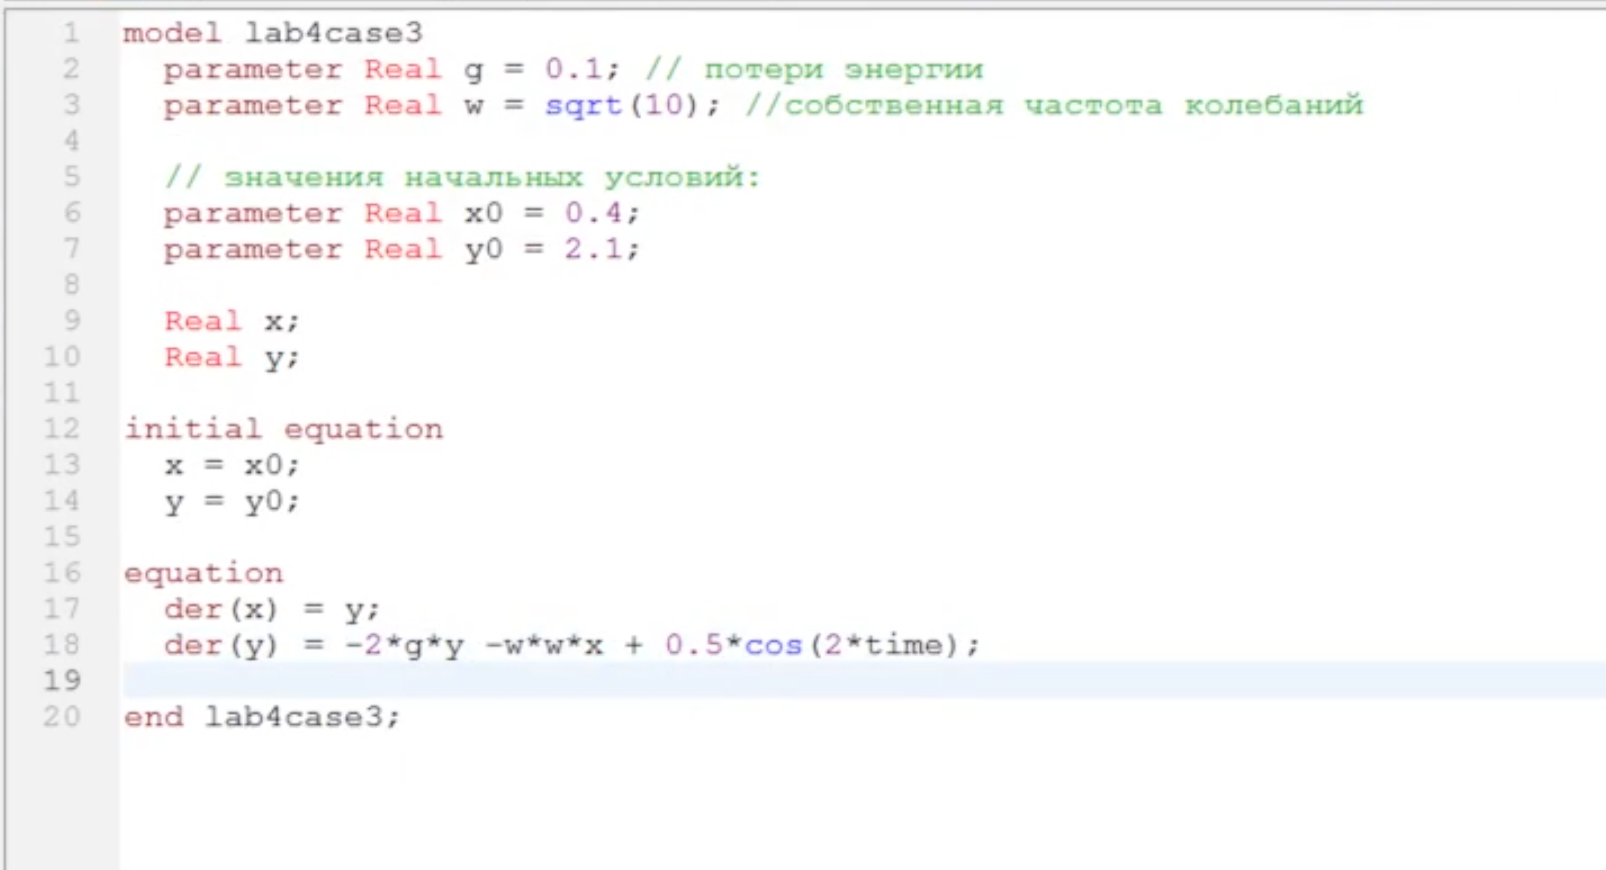 1 model lab4case3
2 parameter Real g = 0.1; // потери энергии
3 parameter Real w = sqrt(10); //собственная частота колебаний
4
5 // значения начальных условий:
6 parameter Real x0 = 0.4;
7 parameter Real y0 = 2.1;
8
9 Real x;
10 Real y;
11
12 initial equation
13 x = x0;
14 y = y0;
15
16 equation
17 der(x) = y;
18 der(y) = -2*g*y -w*w*x + 0.5*cos(2*time);
19
20 end lab4case3;